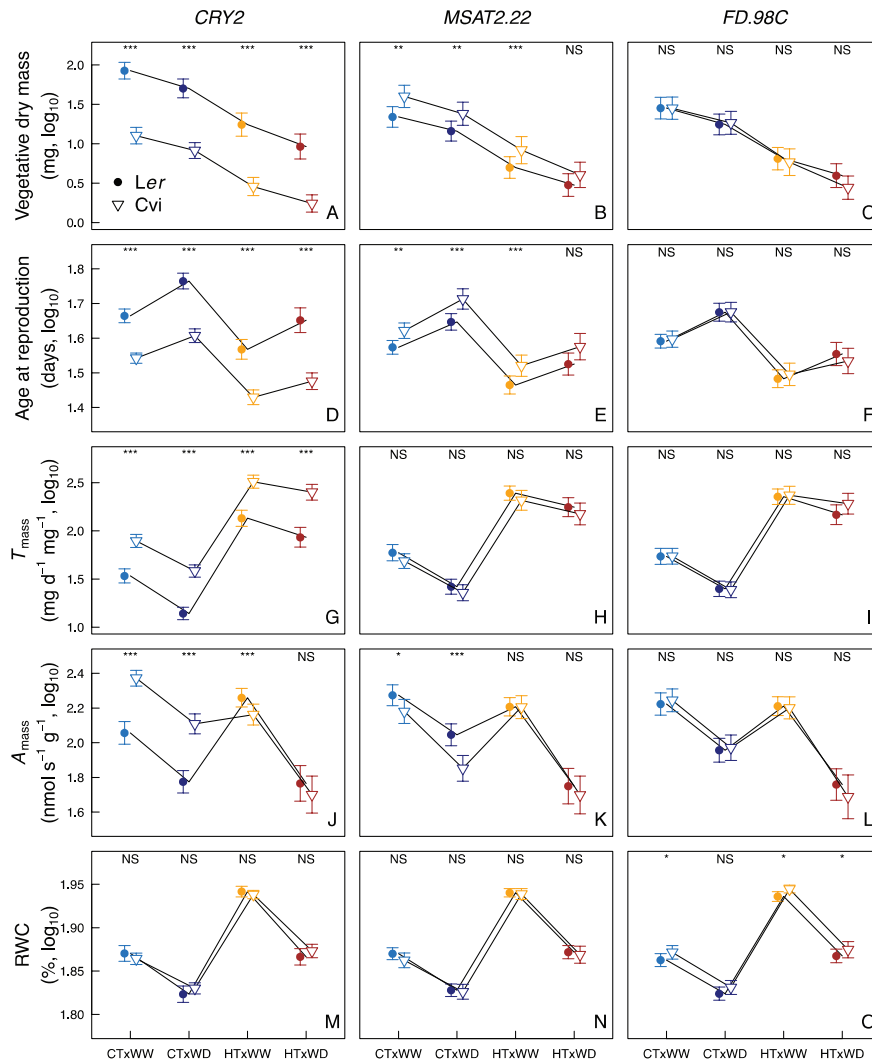 CRY2 MSAT2.22 FD.98C
Vegetative dry mass
(mg, log₁₀)
2.0
1.5
1.0
0.5
0.0
*** *** *** ***
Ler
Cvi
A
** ** *** NS
B
NS NS NS NS
C
Age at reproduction
(days, log₁₀)
1.8
1.7
1.6
1.5
1.4
*** *** *** ***
D
** *** *** NS
E
NS NS NS NS
F
Tmass
(mg d⁻¹ mg⁻¹, log₁₀)
2.5
2.0
1.5
1.0
*** *** *** ***
G
NS NS NS NS
H
NS NS NS NS
I
Amass
(nmol s⁻¹ g⁻¹, log₁₀)
2.4
2.2
2.0
1.8
1.6
*** *** *** NS
J
* *** NS NS
K
NS NS NS NS
L
RWC
(%, log₁₀)
1.95
1.90
1.85
1.80
NS NS NS NS
M
NS NS NS NS
N
* NS * *
O
CTxWW CTxWD HTxWW HTxWD
CTxWW CTxWD HTxWW HTxWD
CTxWW CTxWD HTxWW HTxWD